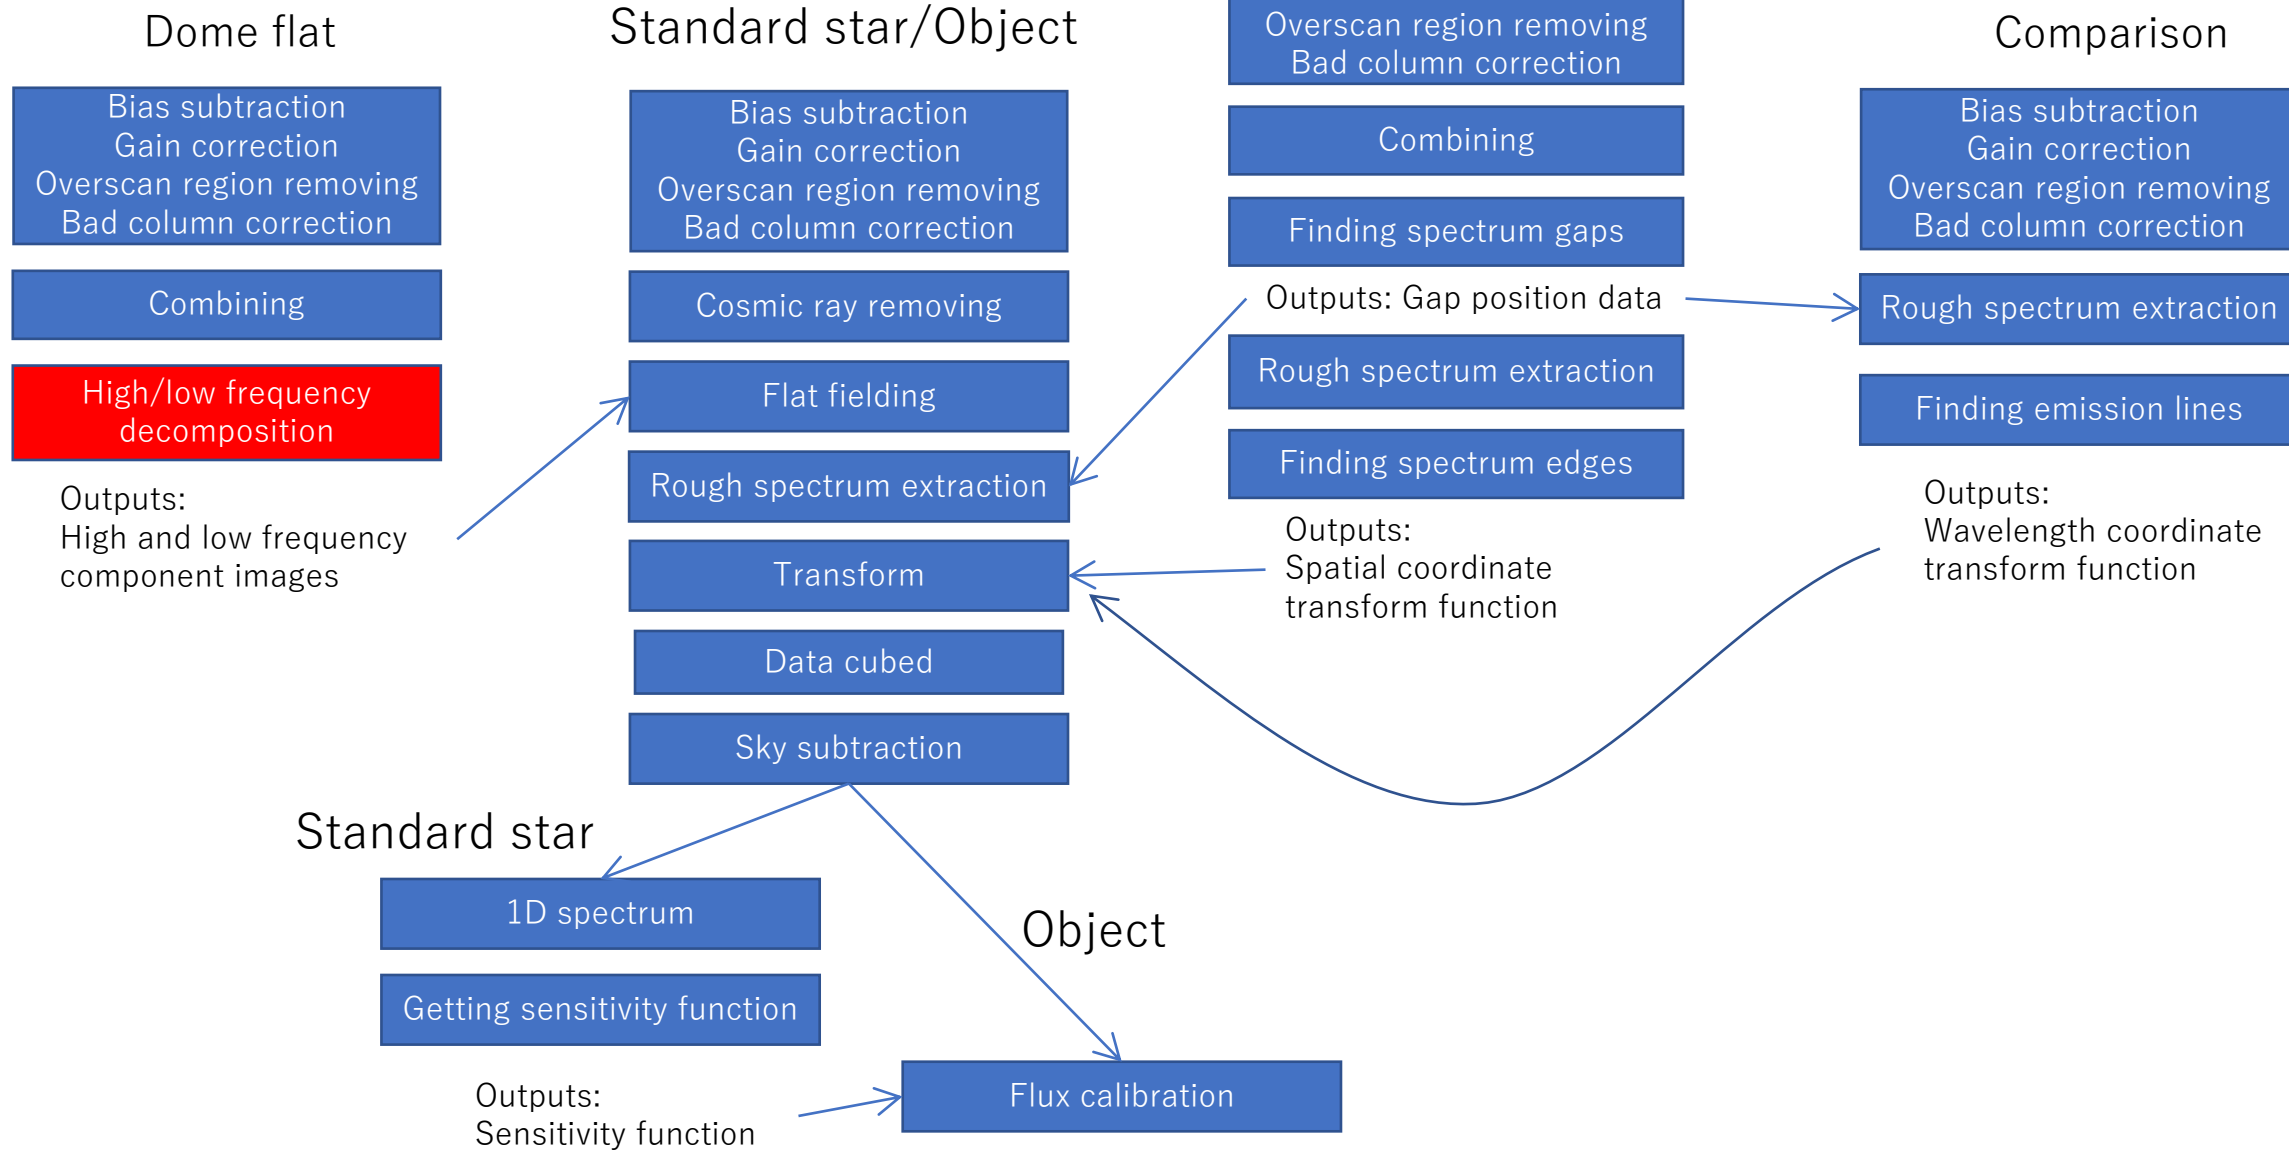 Dome flat
Bias subtraction
Gain correction
Overscan region removing
Bad column correction
Combining
High/low frequency
decomposition
Outputs:
High and low frequency
component images
Standard star/Object
Bias subtraction
Gain correction
Overscan region removing
Bad column correction
Cosmic ray removing
Flat fielding
Rough spectrum extraction
Transform
Data cubed
Sky subtraction
Overscan region removing
Bad column correction
Combining
Finding spectrum gaps
Outputs: Gap position data
Rough spectrum extraction
Finding spectrum edges
Outputs:
Spatial coordinate
transform function
Comparison
Bias subtraction
Gain correction
Overscan region removing
Bad column correction
Rough spectrum extraction
Finding emission lines
Outputs:
Wavelength coordinate
transform function
Standard star
1D spectrum
Getting sensitivity function
Outputs:
Sensitivity function
Object
Flux calibration